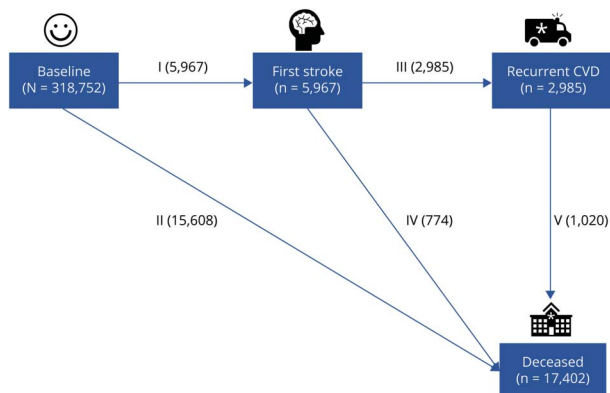 Baseline
(N = 318,752)
I (5,967)
First stroke
(n = 5,967)
III (2,985)
Recurrent CVD
(n = 2,985)
II (15,608)
IV (774)
V (1,020)
Deceased
(n = 17,402)